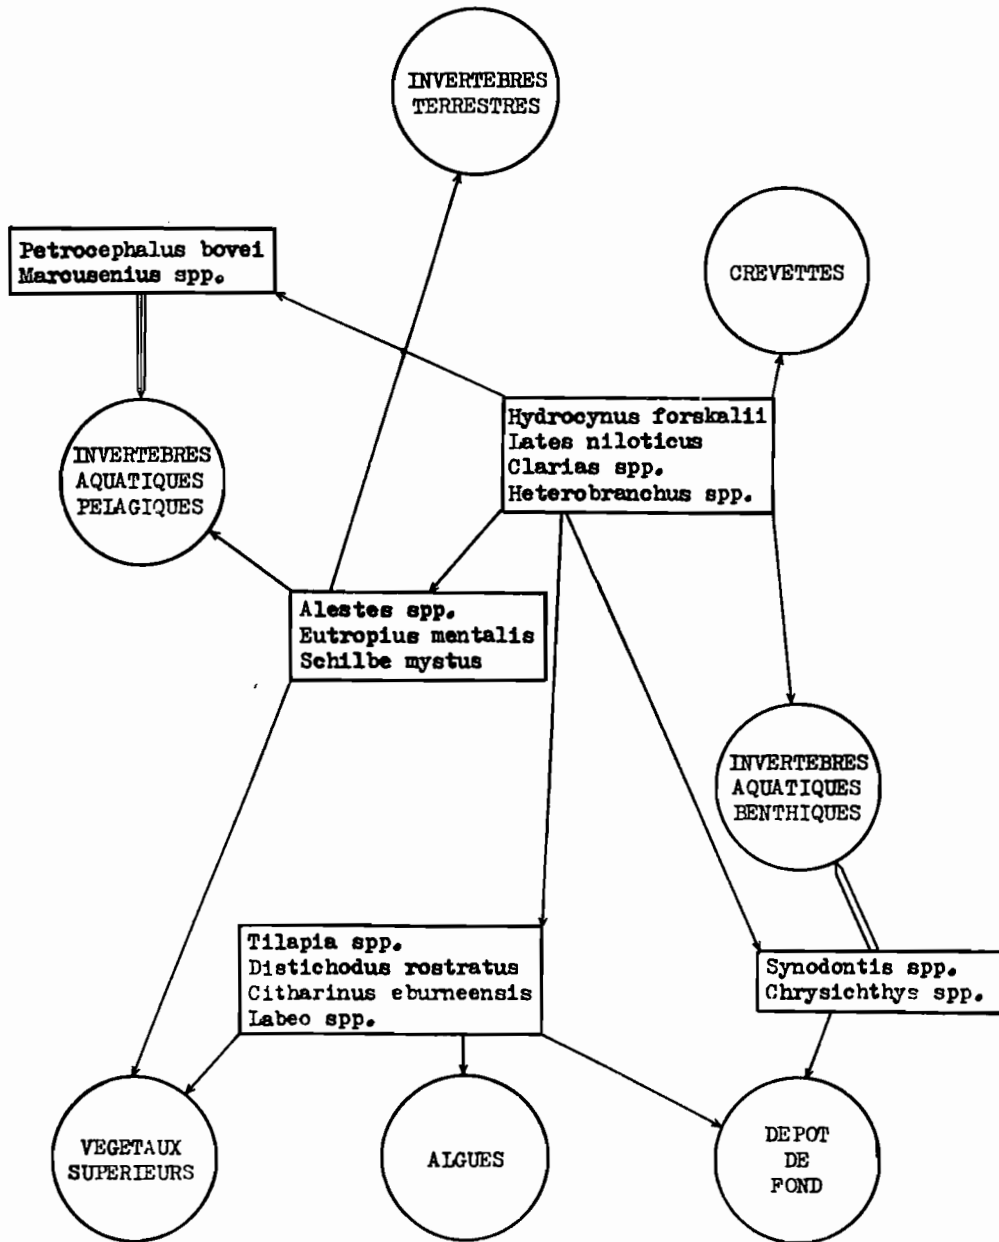 INVERTEBRES
TERRESTRES
Petrocephalus bovei
Marcusenius spp.
CREVETTES
Hydrocynus forskalii
Lates niloticus
Clarias spp.
Heterobranchus spp.
INVERTEBRES
AQUATIQUES
PELAGIQUES
Alestes spp.
Eutropius mentalis
Schilbe mystus
INVERTEBRES
AQUATIQUES
BENTHIQUES
Tilapia spp.
Distichodus rostratus
Citharinus eburneensis
Labeo spp.
Synodontis spp.
Chrysichthys spp.
VEGETAUX
SUPERIEURS
ALGUES
DEPOT
DE
FOND